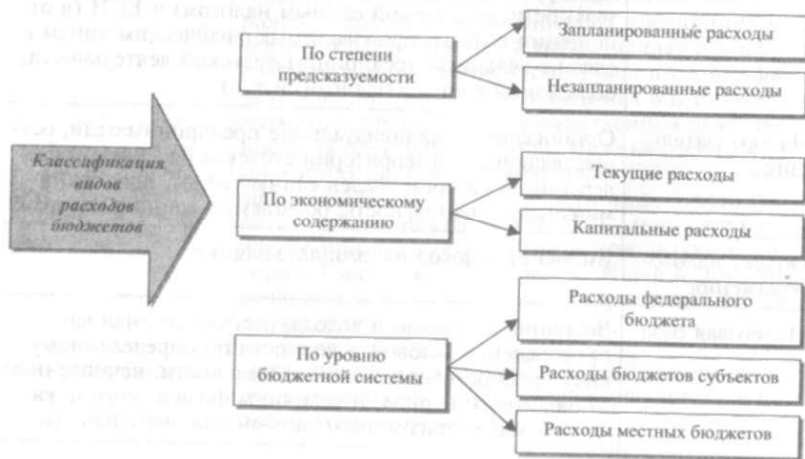 Классификация
видов
расходов
бюджетов
По степени
предсказуемости
Запланированные расходы
Незапланированные расходы
По экономическому
содержанию
Текущие расходы
Капитальные расходы
По уровню
бюджетной системы
Расходы федерального
бюджета
Расходы бюджетов субъектов
Расходы местных бюджетов